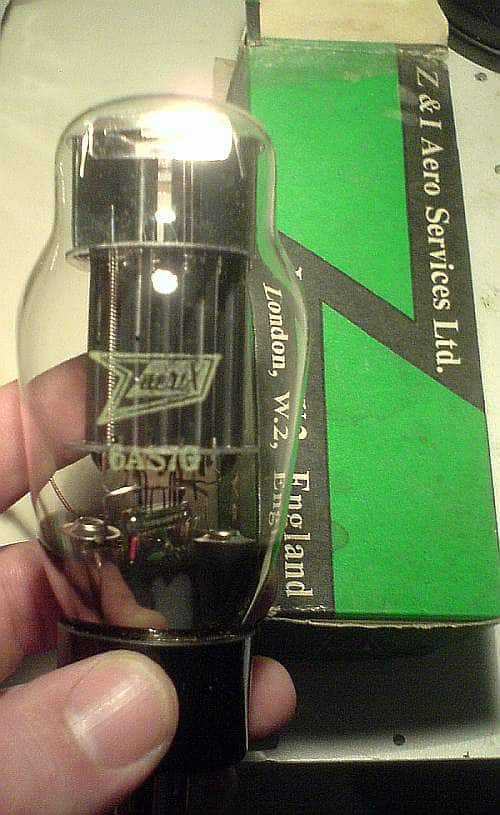 Zaerix
6AS7G
Z & I Aero Services Ltd.
London, W.2, England